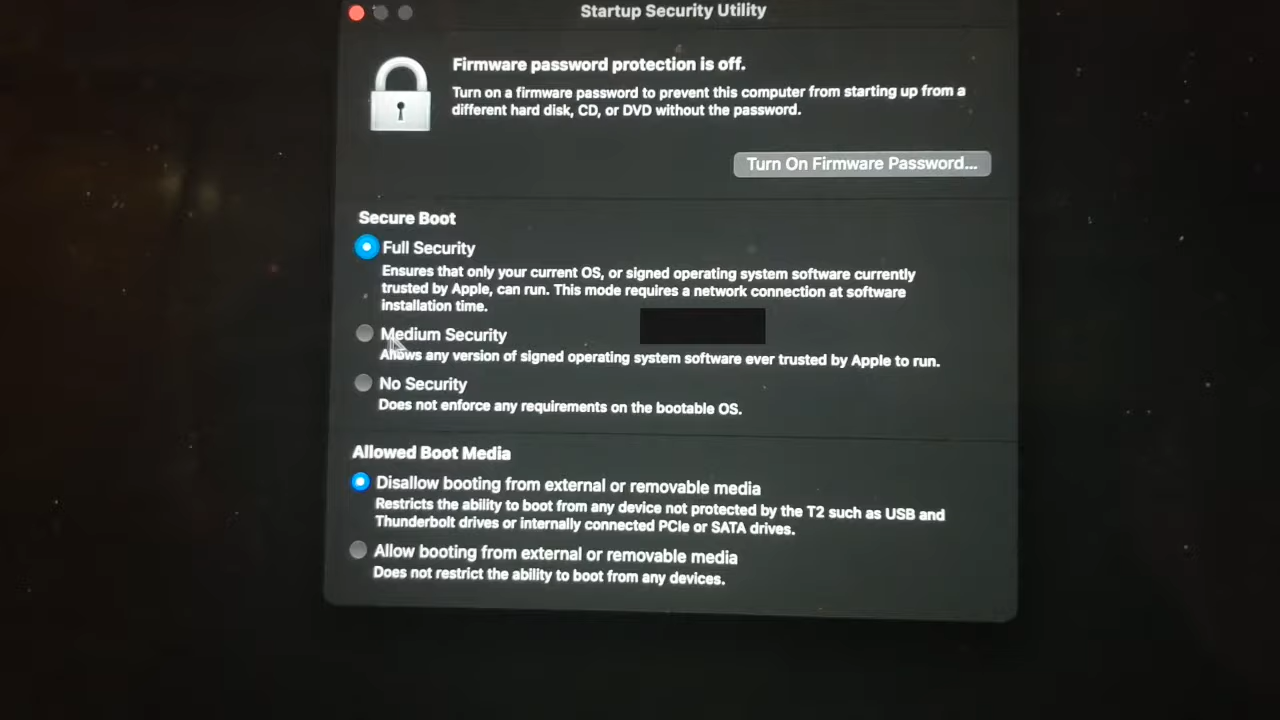 Startup Security Utility
Firmware password protection is off.
Turn on a firmware password to prevent this computer from starting up from a
different hard disk, CD, or DVD without the password.
Turn On Firmware Password...
Secure Boot
Full Security
Ensures that only your current OS, or signed operating system software currently
trusted by Apple, can run. This mode requires a network connection at software
installation time.
Medium Security
Allows any version of signed operating system software ever trusted by Apple to run.
No Security
Does not enforce any requirements on the bootable OS.
Allowed Boot Media
Disallow booting from external or removable media
Restricts the ability to boot from any device not protected by the T2 such as USB and
Thunderbolt drives or internally connected PCIe or SATA drives.
Allow booting from external or removable media
Does not restrict the ability to boot from any devices.